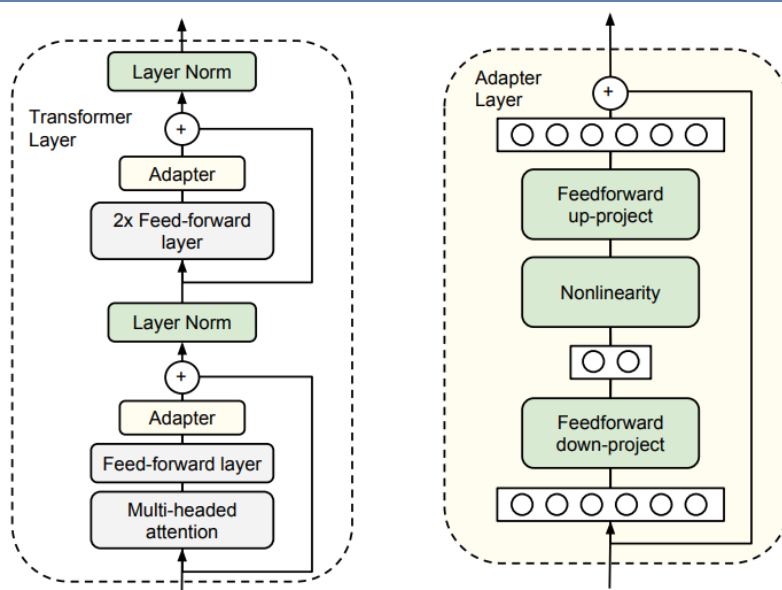 Layer Norm
Transformer
Layer
+
Adapter
2x Feed-forward
layer
Layer Norm
+
Adapter
Feed-forward layer
Multi-headed
attention
Adapter
Layer
+
Feedforward
up-project
Nonlinearity
Feedforward
down-project